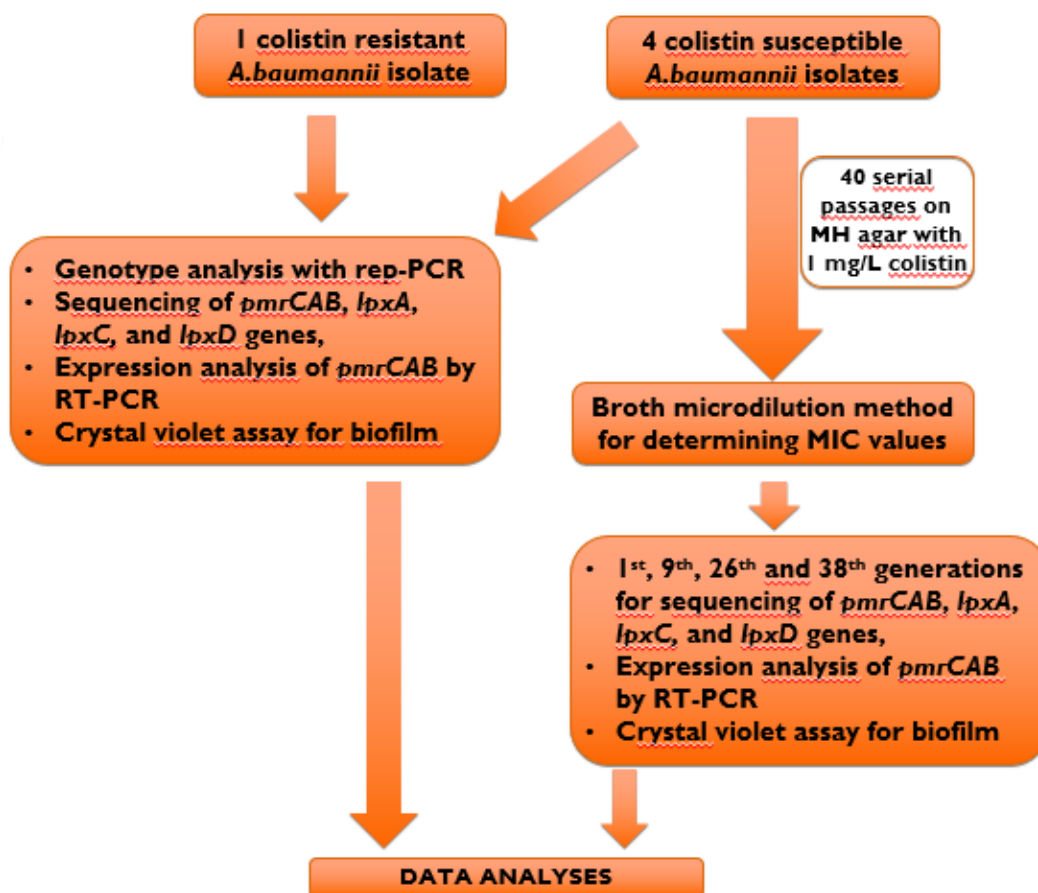 1 colistin resistant
A.baumannii isolate
4 colistin susceptible
A.baumannii isolates
40 serial
passages on
MH agar with
1 mg/L colistin
• Genotype analysis with rep-PCR
• Sequencing of pmrCAB, lpxA,
lpxC, and lpxD genes,
• Expression analysis of pmrCAB by
RT-PCR
• Crystal violet assay for biofilm
Broth microdilution method
for determining MIC values
• 1st, 9th, 26th and 38th generations
for sequencing of pmrCAB, lpxA,
lpxC, and lpxD genes,
• Expression analysis of pmrCAB
by RT-PCR
• Crystal violet assay for biofilm
DATA ANALYSES